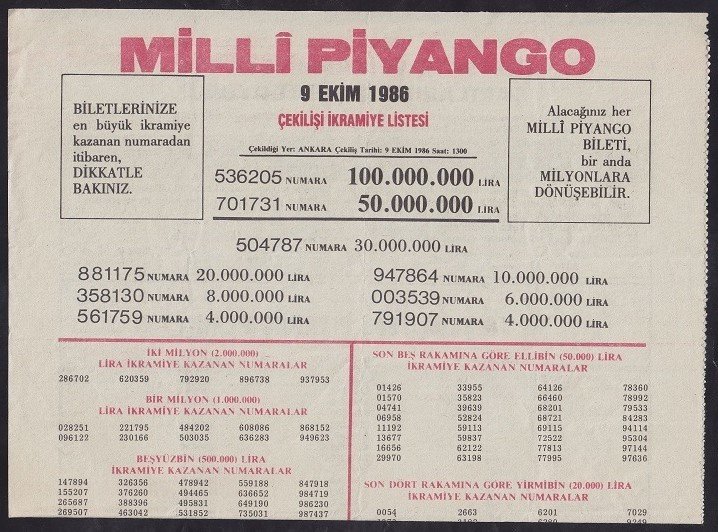 MİLLÎ PİYANGO
9 EKİM 1986
ÇEKİLİŞİ İKRAMİYE LİSTESİ
BİLETLERİNİZE
en büyük ikramiye
kazanan numaradan
itibaren,
DİKKATLE
BAKINIZ.
Çekildiği Yer: ANKARA Çekiliş Tarihi: 9 EKİM 1986 Saat: 1300
536205 NUMARA 100.000.000 LİRA
701731 NUMARA 50.000.000 LİRA
Alacağınız her
MİLLÎ PİYANGO
BİLETİ,
bir anda
MİLYONLARA
DÖNÜŞEBİLİR.
504787 NUMARA 30.000.000 LİRA
881175 NUMARA 20.000.000 LİRA
358130 NUMARA 8.000.000 LİRA
561759 NUMARA 4.000.000 LİRA
947864 NUMARA 10.000.000 LİRA
003539 NUMARA 6.000.000 LİRA
791907 NUMARA 4.000.000 LİRA
İKİ MİLYON (2.000.000)
LİRA İKRAMİYE KAZANAN NUMARALAR
286702 620359 792920 896738 937953
BİR MİLYON (1.000.000)
LİRA İKRAMİYE KAZANAN NUMARALAR
028251 221795 484202 608086 868152
096122 230166 503035 636283 949623
BEŞYÜZBİN (500.000) LİRA
İKRAMİYE KAZANAN NUMARALAR
147894 326356 478942 559188 847918
155207 376260 494465 636652 984719
265687 388396 495831 649190 986230
269507 463042 531852 735031 987437
SON BEŞ RAKAMINA GÖRE ELLİBİN (50.000) LİRA
İKRAMİYE KAZANAN NUMARALAR
01426 33955 64126 78360
01570 35823 66460 78992
04741 39639 68201 79533
06958 52824 68721 84283
11192 59113 69115 94114
13677 59837 72522 95304
16656 62122 77141 97597
29970 63198 77995 97636
SON DÖRT RAKAMINA GÖRE YİRMİBİN (20.000) LİRA
İKRAMİYE KAZANAN NUMARALAR
0054 2663 6201 7029